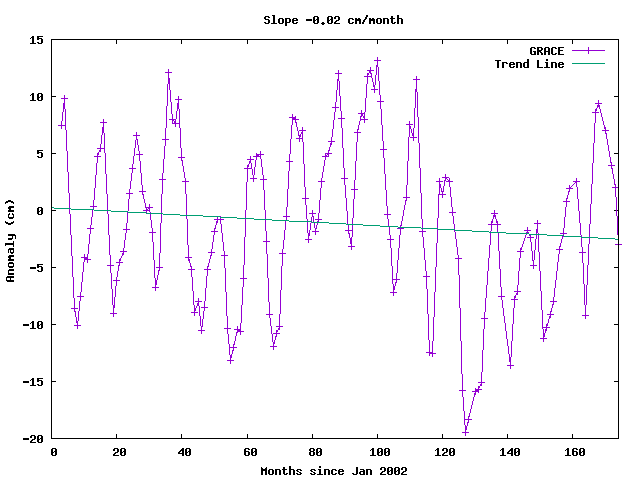 Slope -0.02 cm/month
15
GRACE
Trend Line
10
5
0
-5
-10
-15
-20
Anomaly (cm)
0 20 40 60 80 100 120 140 160
Months since Jan 2002